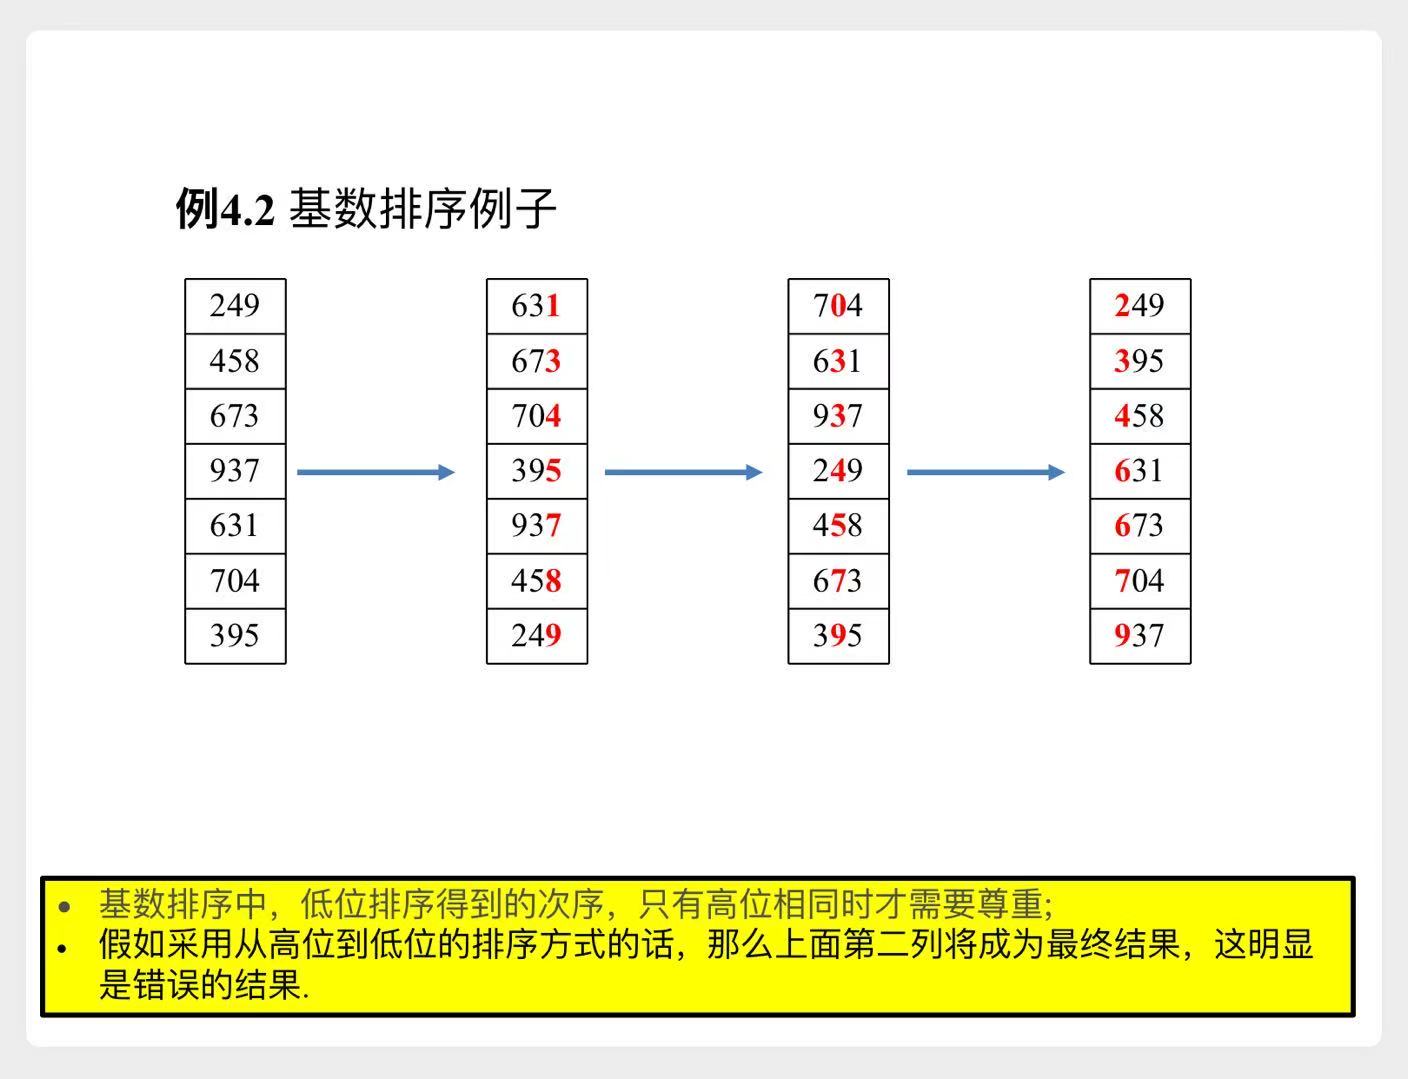 例4.2 基数排序例子
249 631 704 249
458 673 631 395
673 704 937 458
937 395 249 631
631 937 458 673
704 458 673 704
395 249 395 937
• 基数排序中，低位排序得到的次序，只有高位相同时才需要尊重;
• 假如采用从高位到低位的排序方式的话，那么上面第二列将成为最终结果，这明显
是错误的结果.